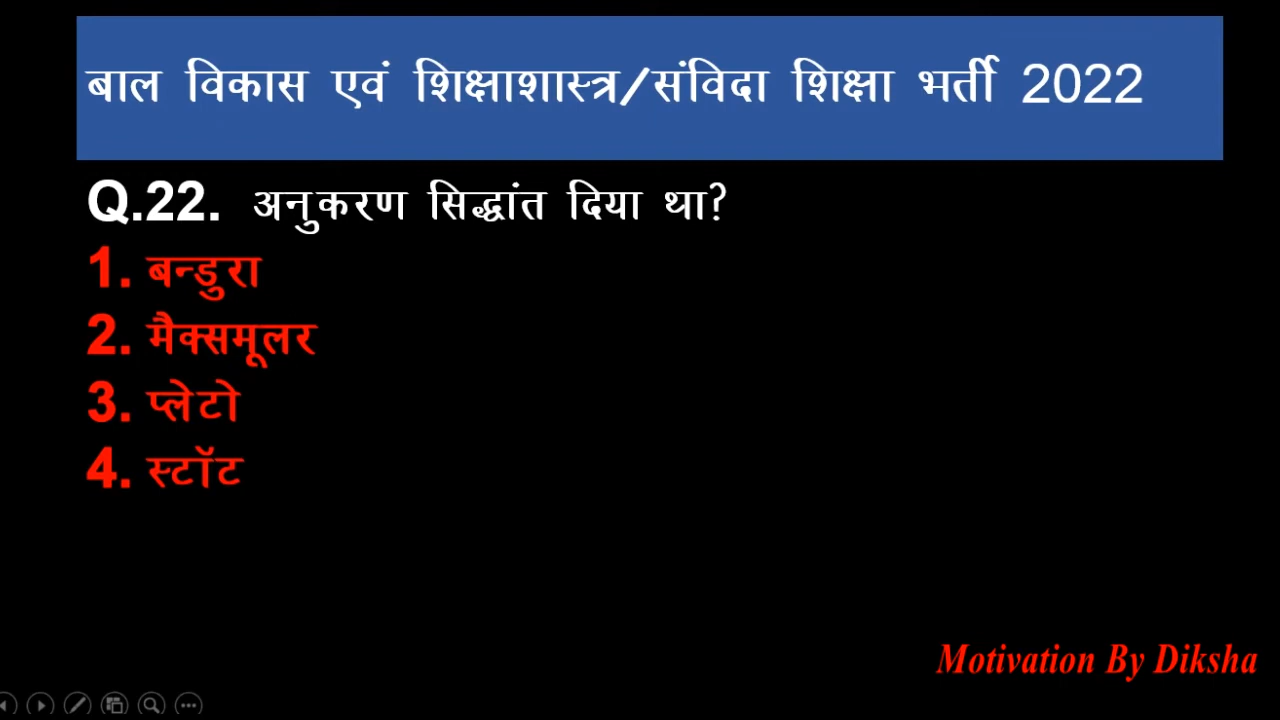 बाल विकास एवं शिक्षाशास्त्र/संविदा शिक्षा भर्ती 2022
Q.22. अनुकरण सिद्धांत दिया था?
1. बन्डुरा
2. मैक्समूलर
3. प्लेटो
4. स्टॉट
Motivation By Diksha